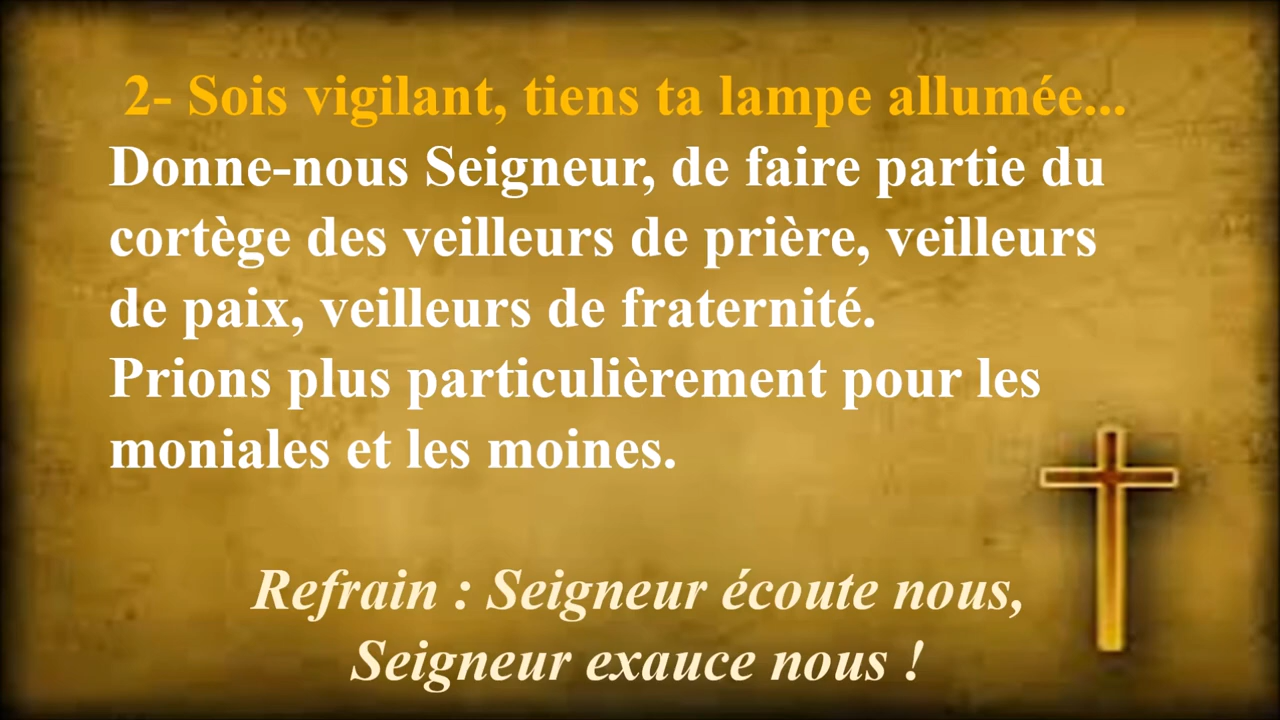 2- Sois vigilant, tiens ta lampe allumée...
Donne-nous Seigneur, de faire partie du
cortège des veilleurs de prière, veilleurs
de paix, veilleurs de fraternité.
Prions plus particulièrement pour les
moniales et les moines.
Refrain : Seigneur écoute nous,
Seigneur exauce nous !